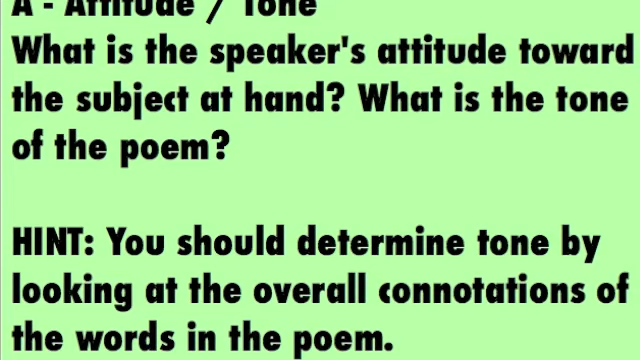 A - Attitude / Tone
What is the speaker's attitude toward
the subject at hand? What is the tone
of the poem?
HINT: You should determine tone by
looking at the overall connotations of
the words in the poem.